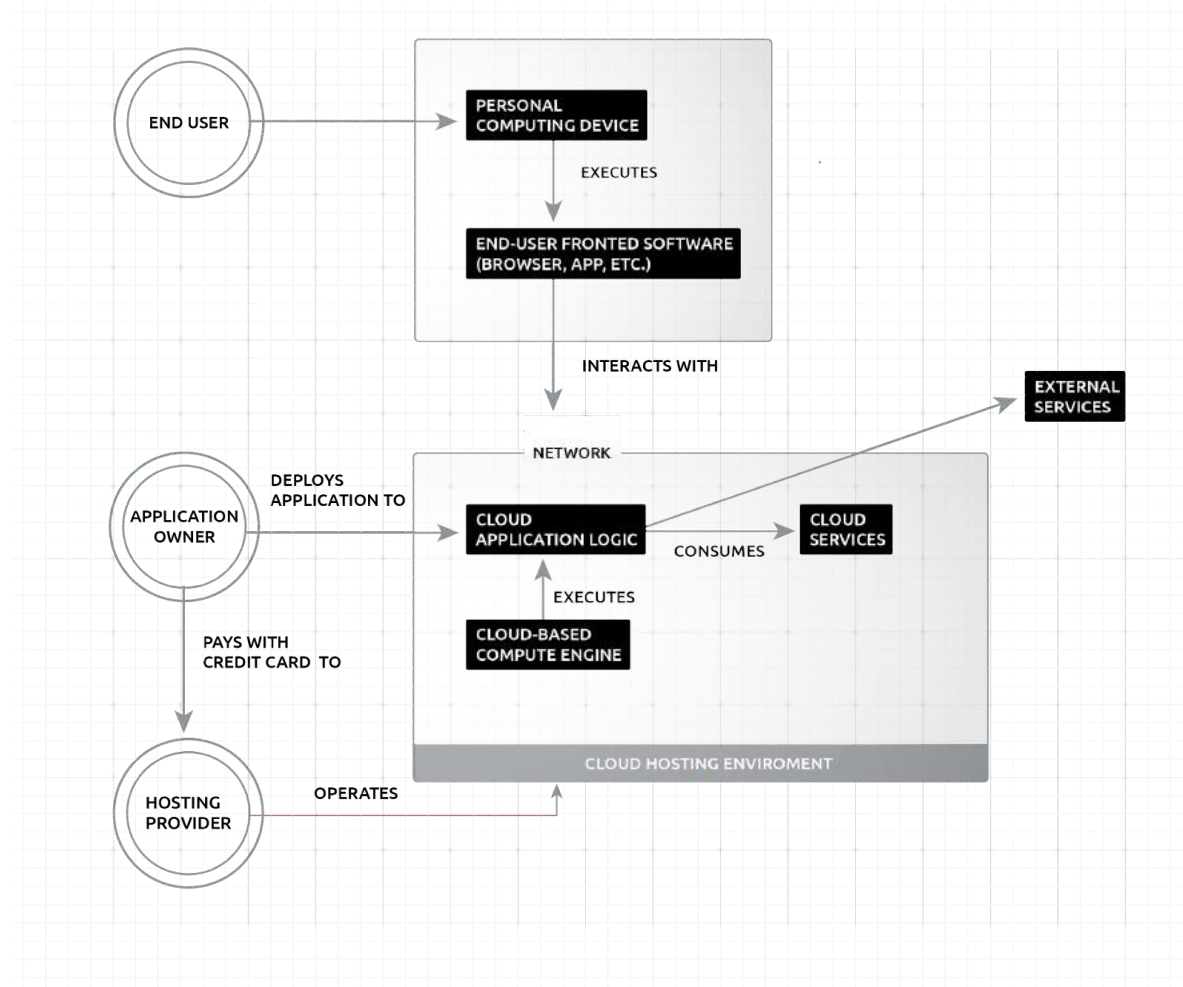 END USER
PERSONAL
COMPUTING DEVICE
EXECUTES
END-USER FRONTED SOFTWARE
(BROWSER, APP, ETC.)
INTERACTS WITH
EXTERNAL
SERVICES
NETWORK
DEPLOYS
APPLICATION TO
APPLICATION
OWNER
CLOUD
APPLICATION LOGIC
CONSUMES
CLOUD
SERVICES
EXECUTES
CLOUD-BASED
COMPUTE ENGINE
PAYS WITH
CREDIT CARD TO
CLOUD HOSTING ENVIROMENT
HOSTING
PROVIDER
OPERATES